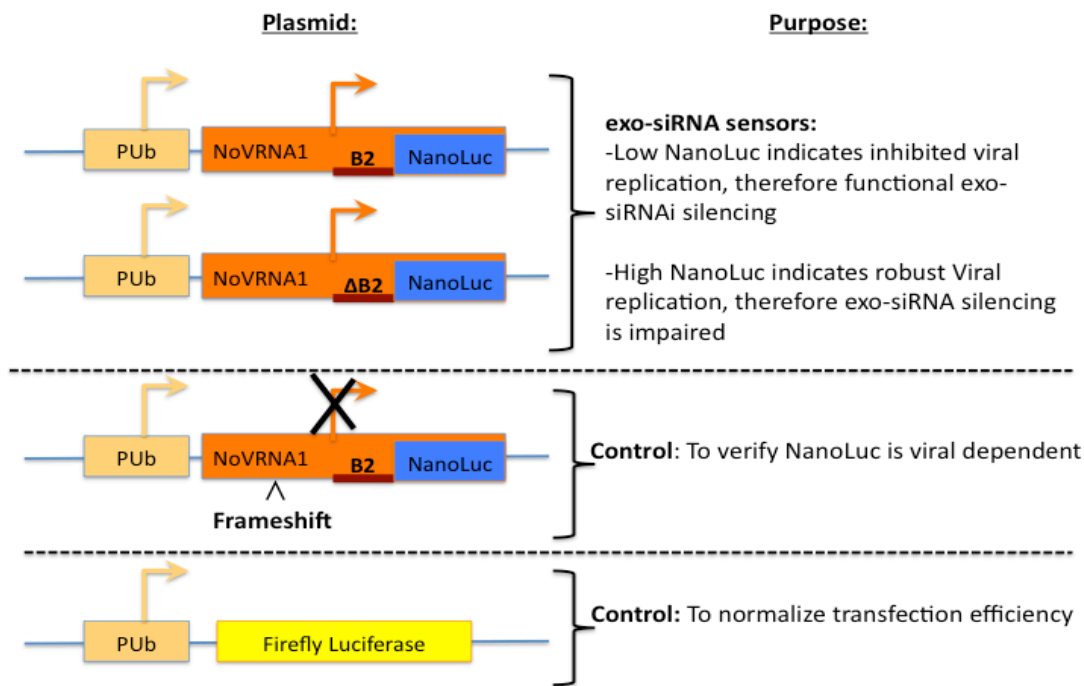 Plasmid:
Purpose:
PUb
NoVRNA1
B2
NanoLuc
PUb
NoVRNA1
ΔB2
NanoLuc
exo-siRNA sensors:
-Low NanoLuc indicates inhibited viral
replication, therefore functional exo-
siRNAi silencing
-High NanoLuc indicates robust Viral
replication, therefore exo-siRNA silencing
is impaired
PUb
NoVRNA1
B2
NanoLuc
Frameshift
Control: To verify NanoLuc is viral dependent
PUb
Firefly Luciferase
Control: To normalize transfection efficiency